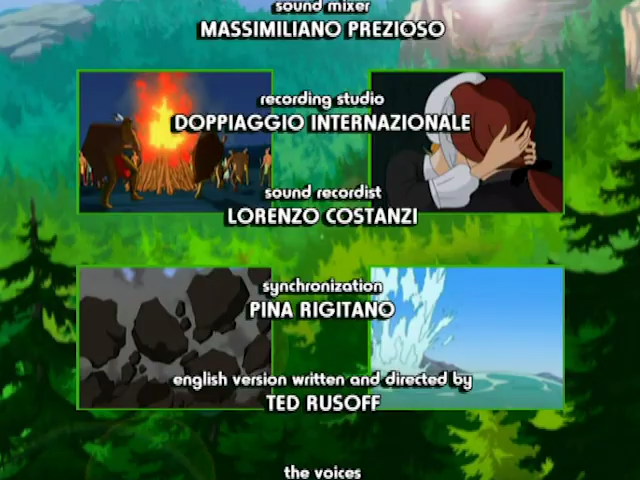 sound mixer
MASSIMILIANO PREZIOSO
recording studio
DOPPIAGGIO INTERNAZIONALE
sound recordist
LORENZO COSTANZI
synchronization
PINA RIGITANO
english version written and directed by
TED RUSOFF
the voices